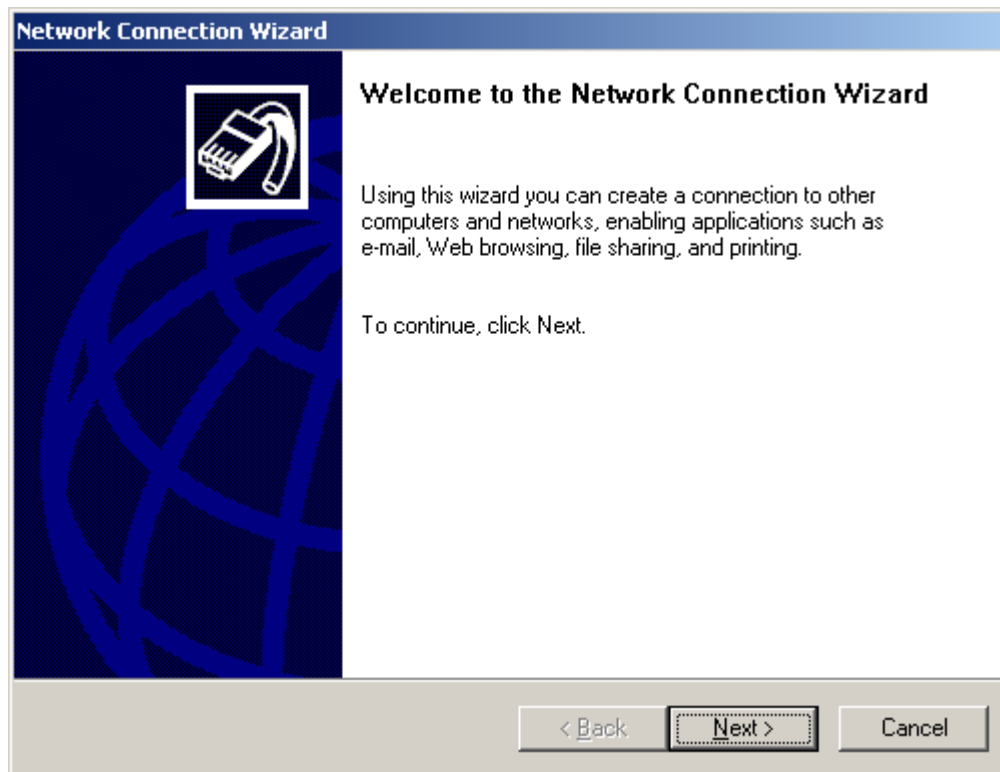 Network Connection Wizard
Welcome to the Network Connection Wizard
Using this wizard you can create a connection to other
computers and networks, enabling applications such as
e-mail, Web browsing, file sharing, and printing.
To continue, click Next.
< Back
Next >
Cancel